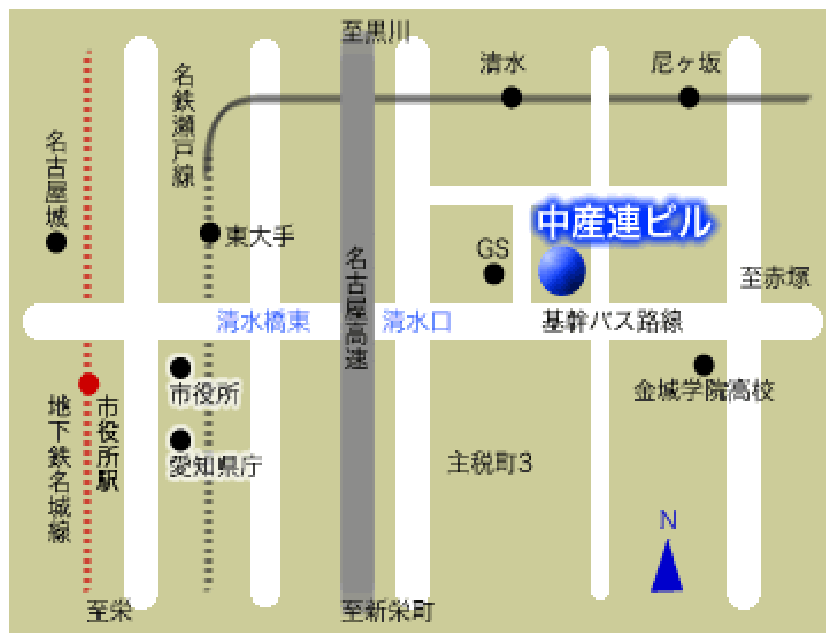 至黒川
清水
尼ヶ坂
名鉄瀬戸線
名古屋城
東大手
中産連ビル
GS
名古屋高速
至赤塚
清水橋東
清水口
基幹バス路線
市役所
金城学院高校
地下鉄名城線
市役所駅
愛知県庁
主税町3
N
至栄
至新栄町